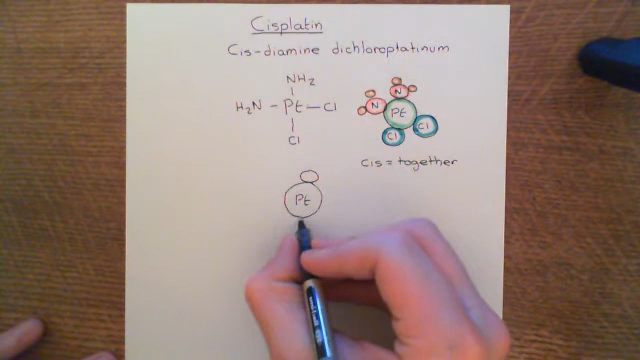 Cisplatin
Cis-diamine dichloroplatinum
NH2
H2N - Pt - Cl
Cl
N
N
Pt
Cl
Cl
cis = together
Pt